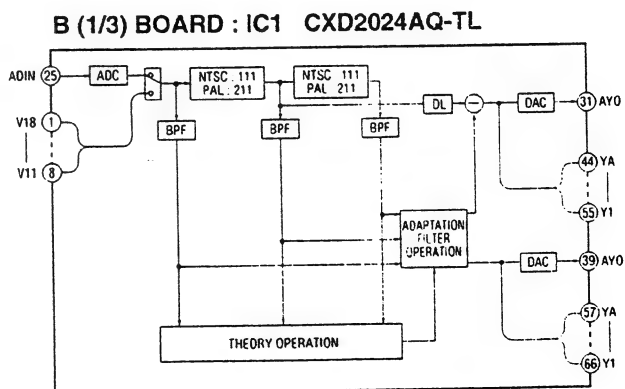 B (1/3) BOARD : IC1 CXD2024AQ-TL
ADIN 25 ADC
NTSC : 111
PAL : 211
NTSC 111
PAL : 211
V18 1
V11 8
BPF BPF BPF
DL − DAC 31 AYO
44 YA
55 Y1
ADAPTATION
FILTER
OPERATION
DAC 39 AYO
57 YA
66 Y1
THEORY OPERATION